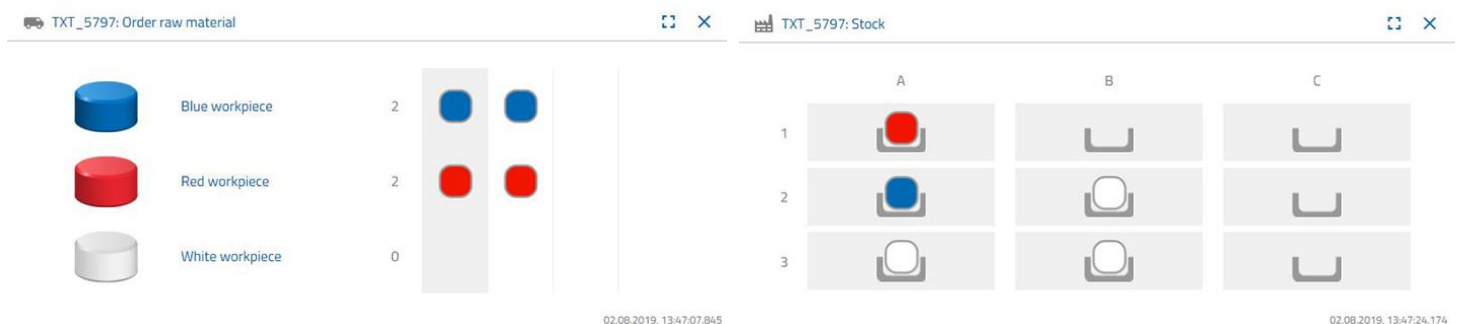 TXT_5797: Order raw material
Blue workpiece 2
Red workpiece 2
White workpiece 0
02.08.2019, 13:47:07.845
TXT_5797: Stock
A B C
1
2
3
02.08.2019, 13:47:24.174